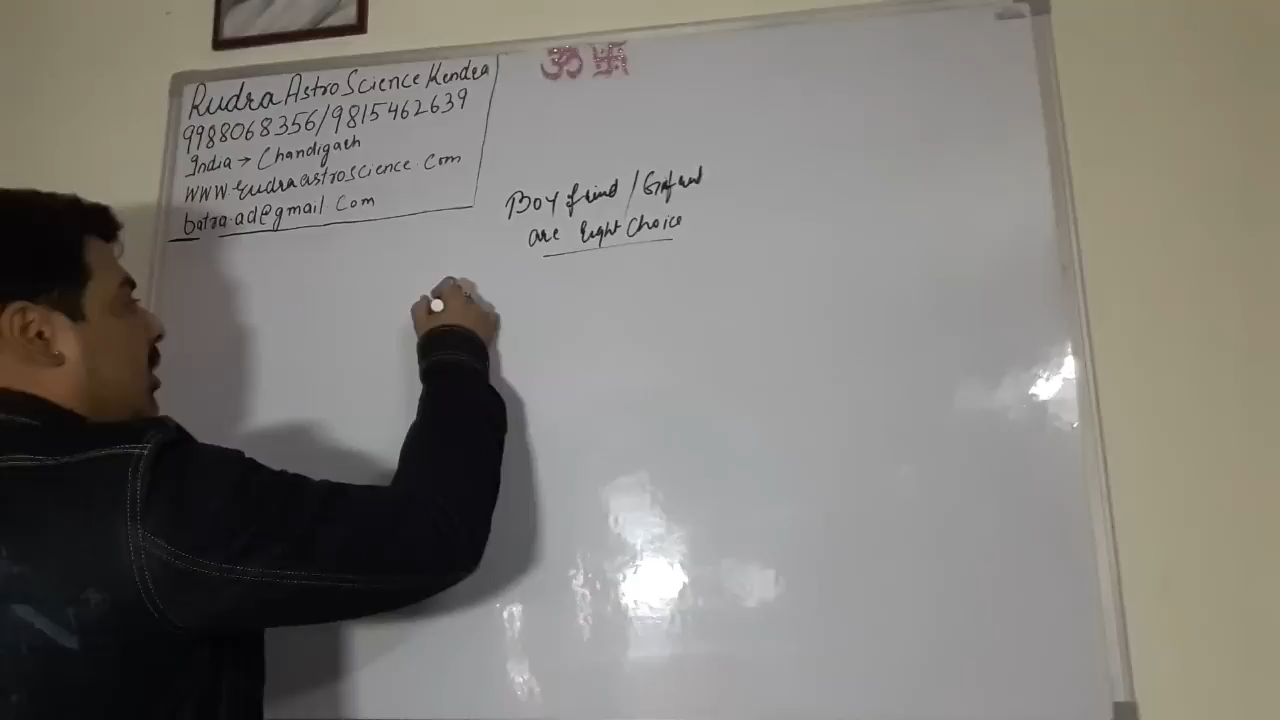 Rudra Astro Science Kendra
9988068356/9815462639
India → Chandigath
WWW.rudraastroscience.com
batra.ad@gmail.com
ॐ 卐
Boy friend / Girlfriend
are right choice